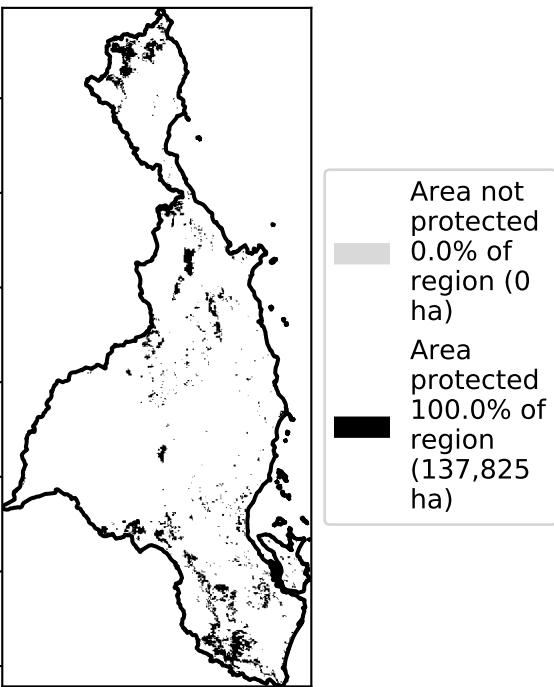 Area not
protected
0.0% of
region (0
ha)
Area
protected
100.0% of
region
(137,825
ha)